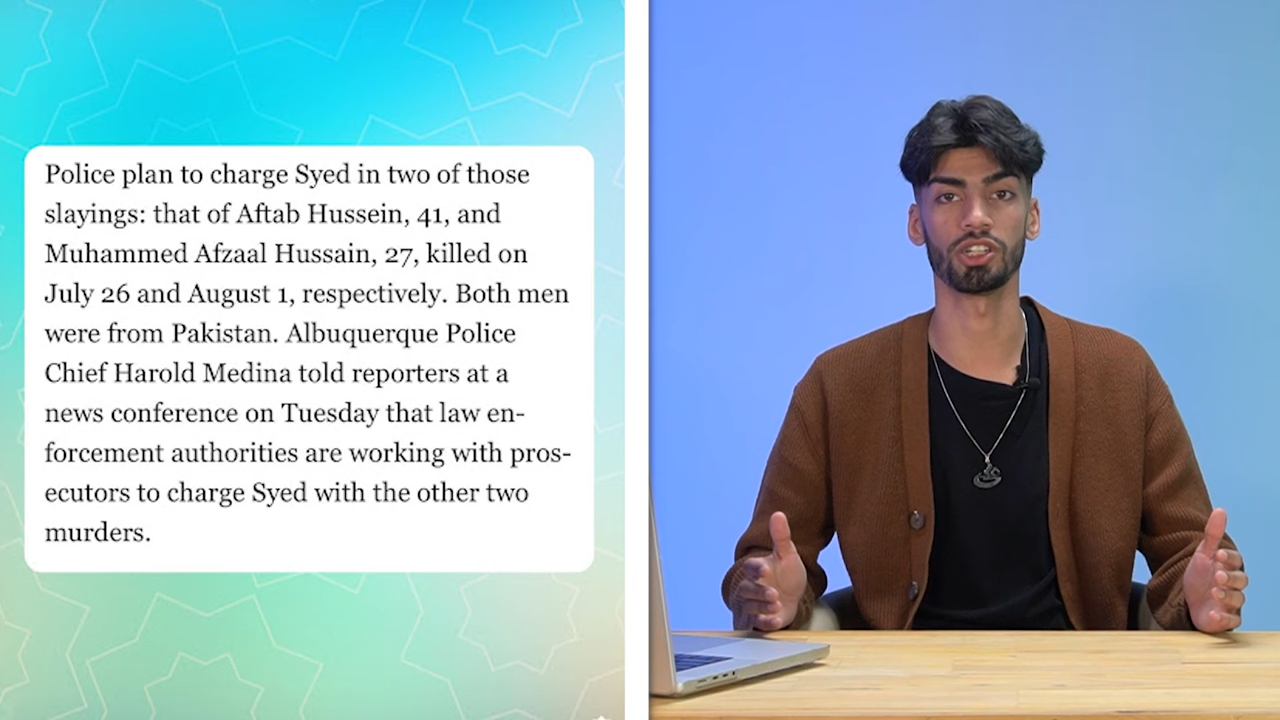 Police plan to charge Syed in two of those
slayings: that of Aftab Hussein, 41, and
Muhammed Afzaal Hussain, 27, killed on
July 26 and August 1, respectively. Both men
were from Pakistan. Albuquerque Police
Chief Harold Medina told reporters at a
news conference on Tuesday that law en-
forcement authorities are working with pros-
ecutors to charge Syed with the other two
murders.